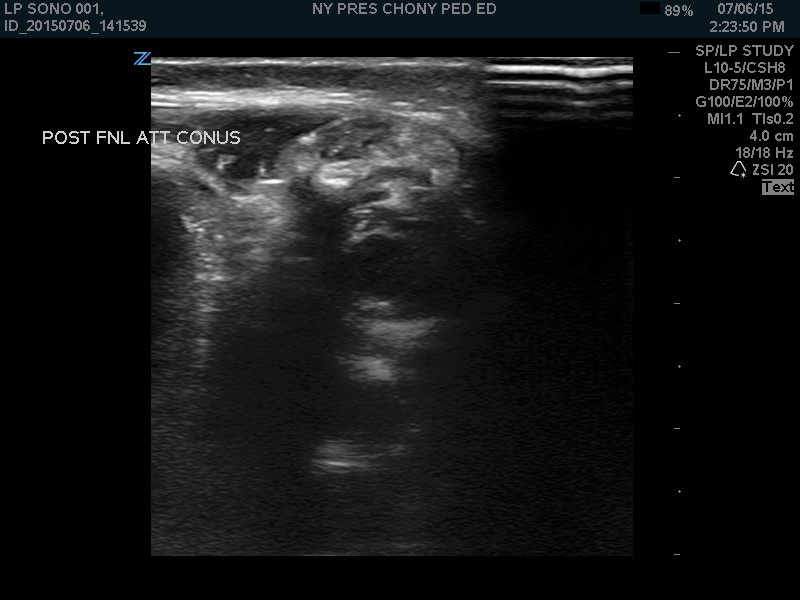 LP SONO 001,
ID_20150706_141539
NY PRES CHONY PED ED
89%
07/06/15
2:23:50 PM
Z
SP/LP STUDY
L10-5/CSH8
DR75/M3/P1
G100/E2/100%
MI1.1 TIs0.2
4.0 cm
18/18 Hz
ZSI 20
Text
POST FNL ATT CONUS